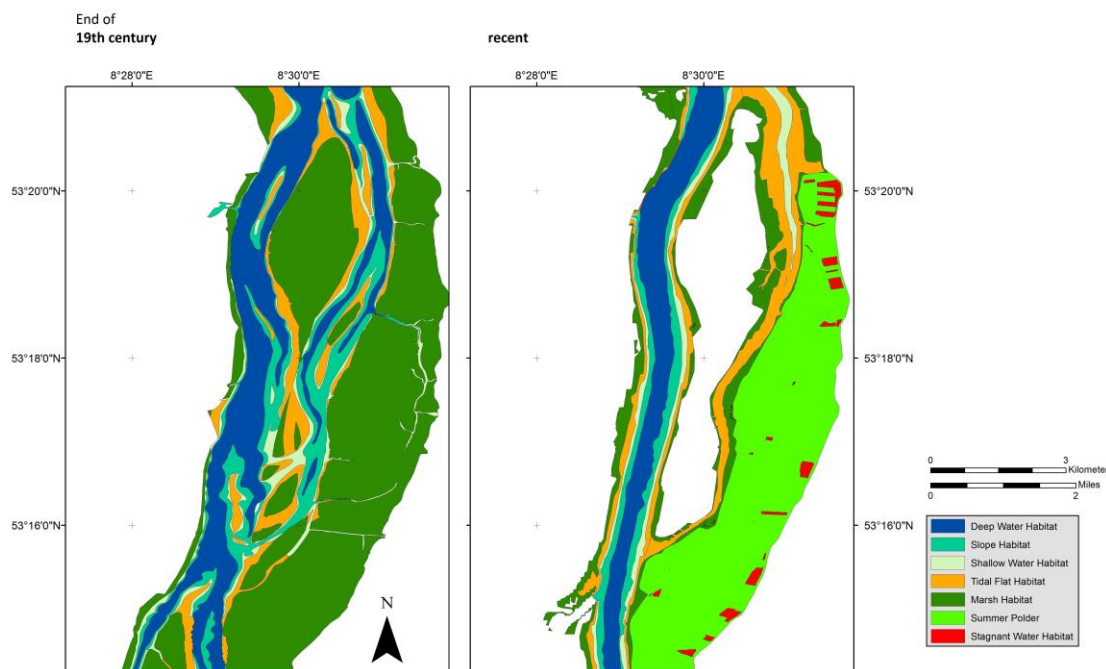 End of
19th century
recent
8°28'0"E
8°30'0"E
8°28'0"E
8°30'0"E
53°20'0"N
53°20'0"N
53°18'0"N
53°18'0"N
53°16'0"N
53°16'0"N
N
0 3
Kilometer
Miles
0 2
Deep Water Habitat
Slope Habitat
Shallow Water Habitat
Tidal Flat Habitat
Marsh Habitat
Summer Polder
Stagnant Water Habitat